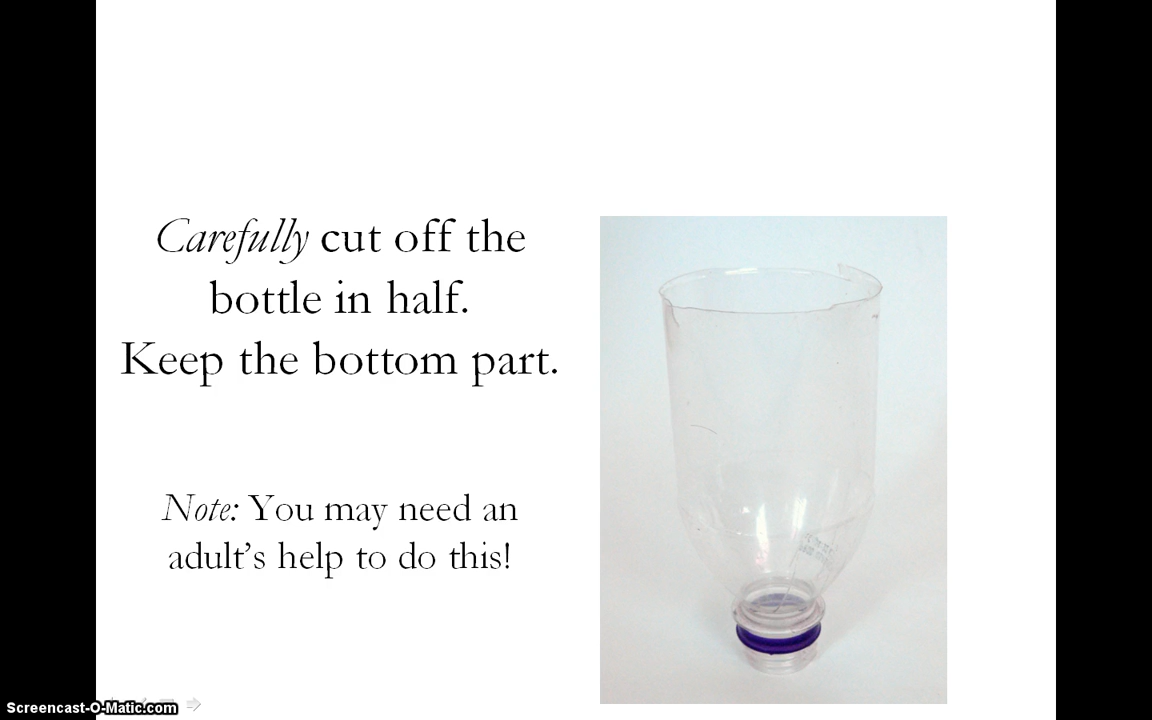 Carefully cut off the
bottle in half.
Keep the bottom part.
Note: You may need an
adult's help to do this!
Screencast-O-Matic.com